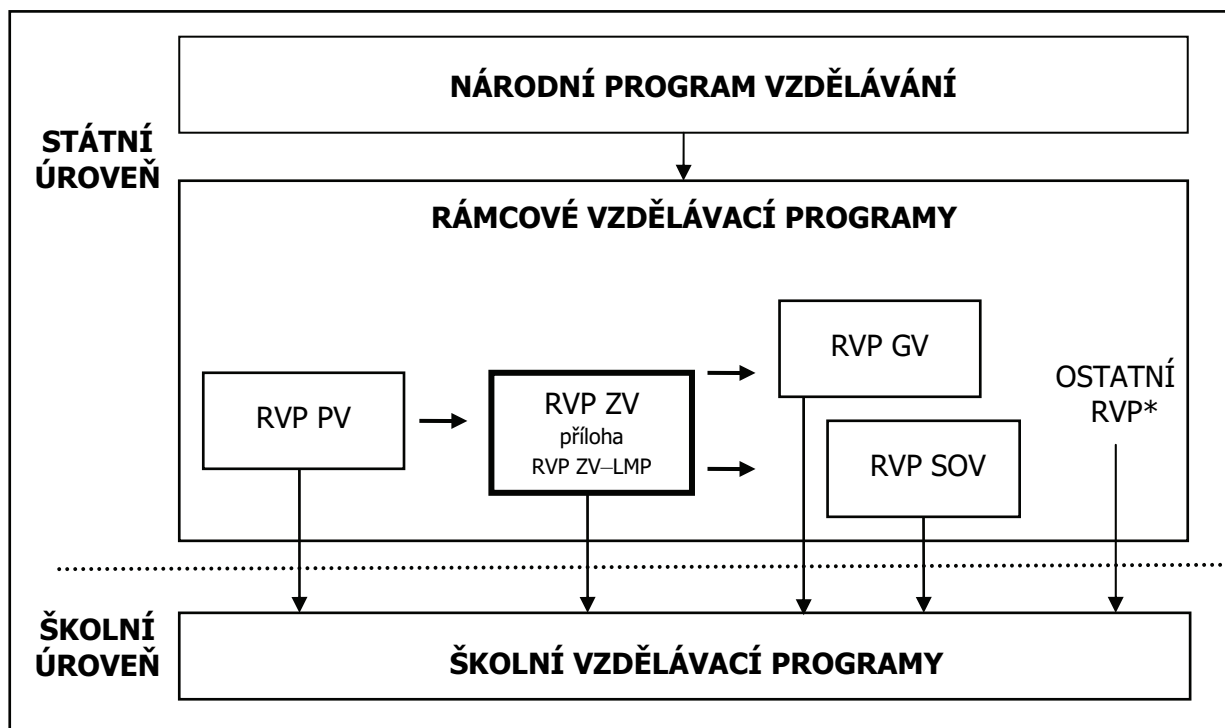 NÁRODNÍ PROGRAM VZDĚLÁVÁNÍ
STÁTNÍ
ÚROVEŇ
RÁMCOVÉ VZDĚLÁVACÍ PROGRAMY
RVP PV
RVP ZV
příloha
RVP ZV–LMP
RVP GV
RVP SOV
OSTATNÍ
RVP*
ŠKOLNÍ
ÚROVEŇ
ŠKOLNÍ VZDĚLÁVACÍ PROGRAMY